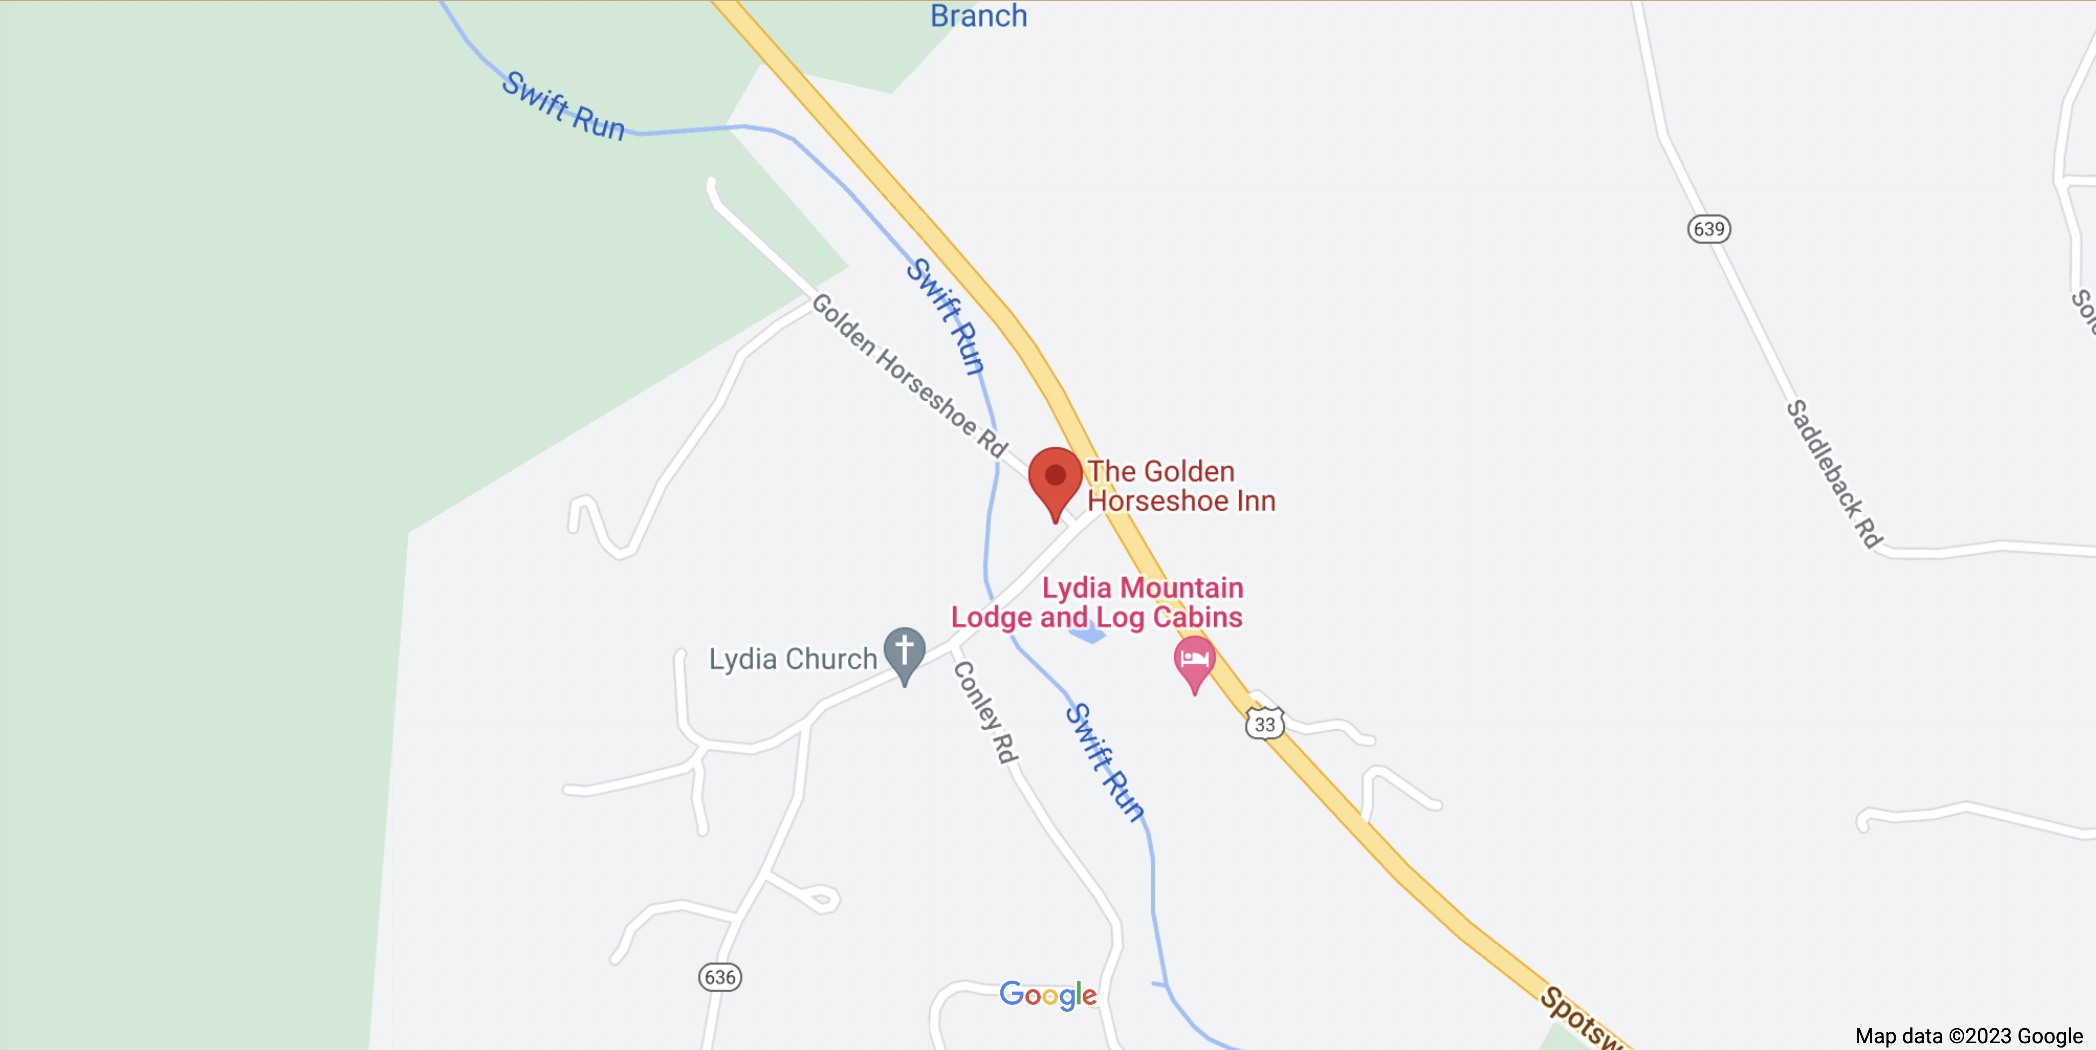 Branch
Swift Run
639
Swift Run
Golden Horseshoe Rd
Saddleback Rd
The Golden
Horseshoe Inn
Lydia Mountain
Lodge and Log Cabins
Lydia Church
Conley Rd
Swift Run
33
636
Google
Map data ©2023 Google